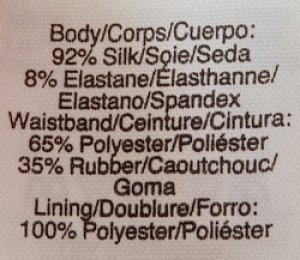 Body/Corps/Cuerpo:
92% Silk/Soie/Seda
8% Elastane/Élasthanne/
Elastano/Spandex
Waistband/Ceinture/Cintura:
65% Polyester/Poliéster
35% Rubber/Caoutchouc/
Goma
Lining/Doublure/Forro:
100% Polyester/Poliéster